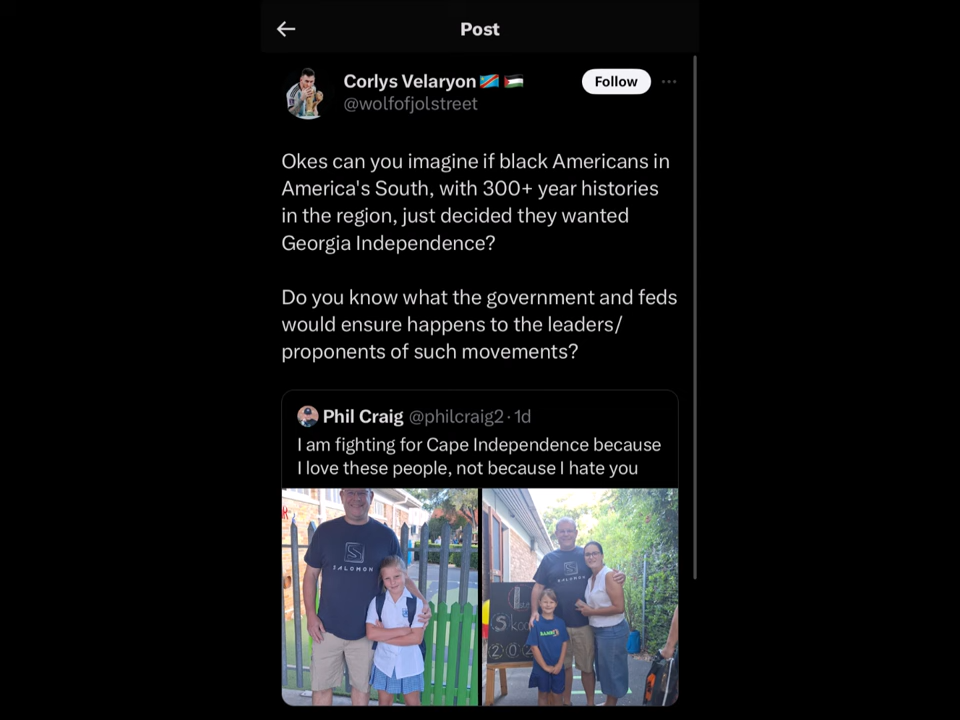 Post
Corlys Velaryon🇨🇩 🇵🇸
Follow
@wolfofjolstreet
Okes can you imagine if black Americans in
America's South, with 300+ year histories
in the region, just decided they wanted
Georgia Independence?
Do you know what the government and feds
would ensure happens to the leaders/
proponents of such movements?
Phil Craig @philcraig2 · 1d
I am fighting for Cape Independence because
I love these people, not because I hate you
SALOMON
SALOMON